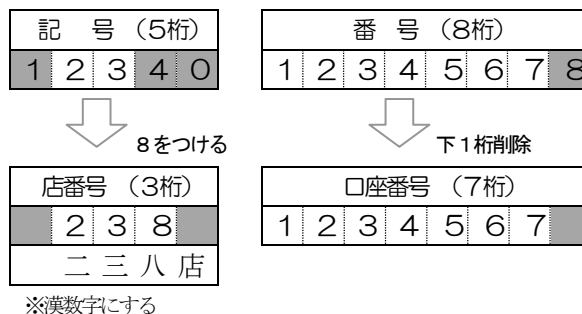 記 号 (5桁)
1 2 3 4 0
8をつける
店番号 (3桁)
2 3 8
二 三 八 店
※漢数字にする
番 号 (8桁)
1 2 3 4 5 6 7 8
下1桁削除
口座番号 (7桁)
1 2 3 4 5 6 7